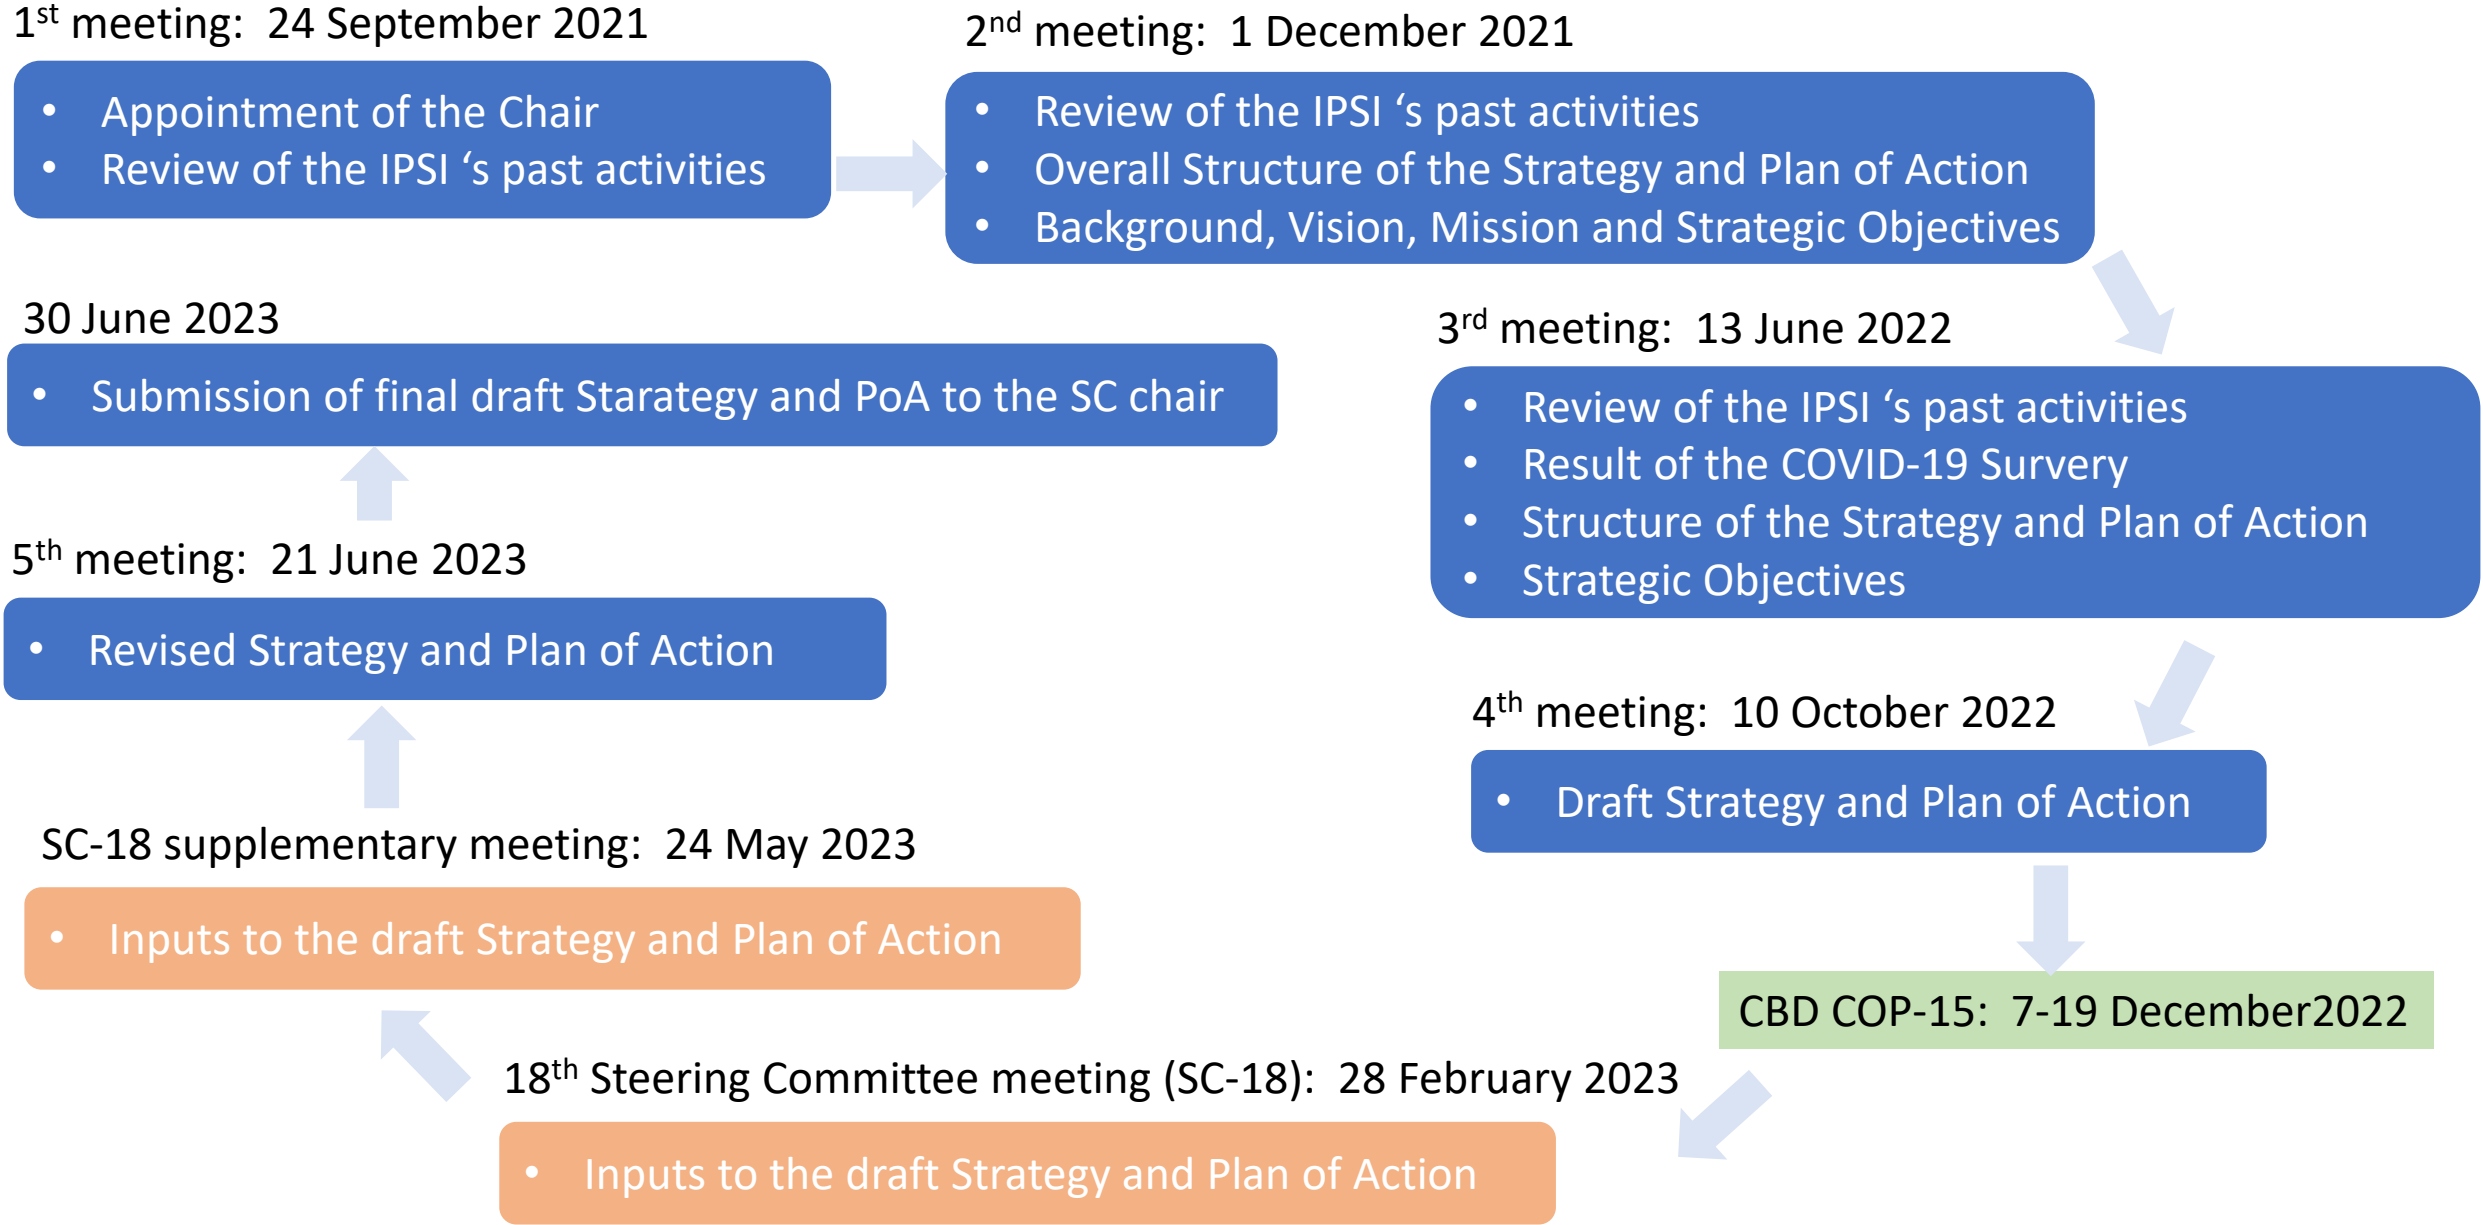 1st meeting: 24 September 2021
• Appointment of the Chair
• Review of the IPSI ‘s past activities
2nd meeting: 1 December 2021
• Review of the IPSI ‘s past activities
• Overall Structure of the Strategy and Plan of Action
• Background, Vision, Mission and Strategic Objectives
3rd meeting: 13 June 2022
• Review of the IPSI ‘s past activities
• Result of the COVID-19 Survery
• Structure of the Strategy and Plan of Action
• Strategic Objectives
4th meeting: 10 October 2022
• Draft Strategy and Plan of Action
CBD COP-15: 7-19 December2022
18th Steering Committee meeting (SC-18): 28 February 2023
• Inputs to the draft Strategy and Plan of Action
SC-18 supplementary meeting: 24 May 2023
• Inputs to the draft Strategy and Plan of Action
5th meeting: 21 June 2023
• Revised Strategy and Plan of Action
30 June 2023
• Submission of final draft Starategy and PoA to the SC chair